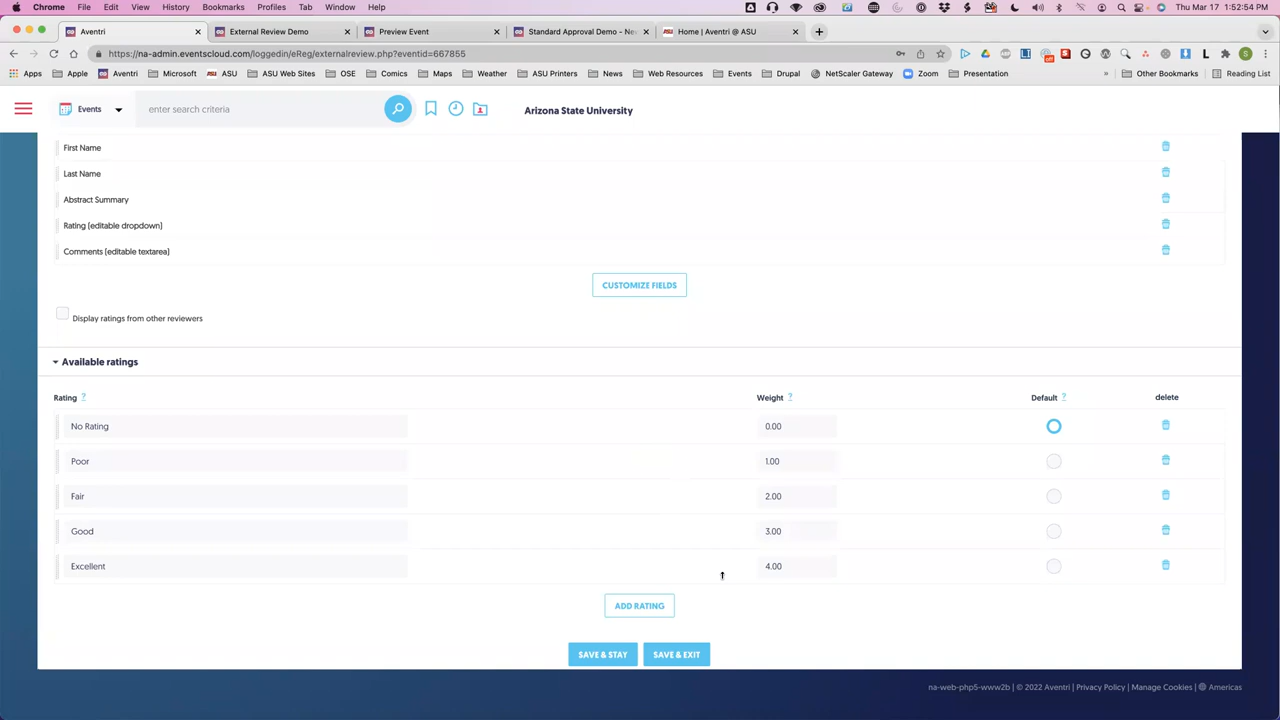 Chrome File Edit View History Bookmarks Profiles Tab Window Help Thu Mar 17 1:52:54 PM
Aventri External Review Demo Preview Event Standard Approval Demo - Ne Home | Aventri @ ASU
https://na-admin.eventscloud.com/loggedin/eReg/externalreview.php?eventid=667855
Apps Apple Aventri Microsoft ASU ASU Web Sites OSE Comics Maps Weather ASU Printers News Web Resources Events Drupal NetScaler Gateway Zoom Presentation » Other Bookmarks Reading List
Events enter search criteria Arizona State University
First Name
Last Name
Abstract Summary
Rating (editable dropdown)
Comments (editable textarea)
CUSTOMIZE FIELDS
Display ratings from other reviewers
Available ratings
Rating ? Weight ? Default ? delete
No Rating 0.00
Poor 1.00
Fair 2.00
Good 3.00
Excellent 4.00
ADD RATING
SAVE & STAY SAVE & EXIT
na-web-php5-www2b | © 2022 Aventri | Privacy Policy | Manage Cookies | Americas